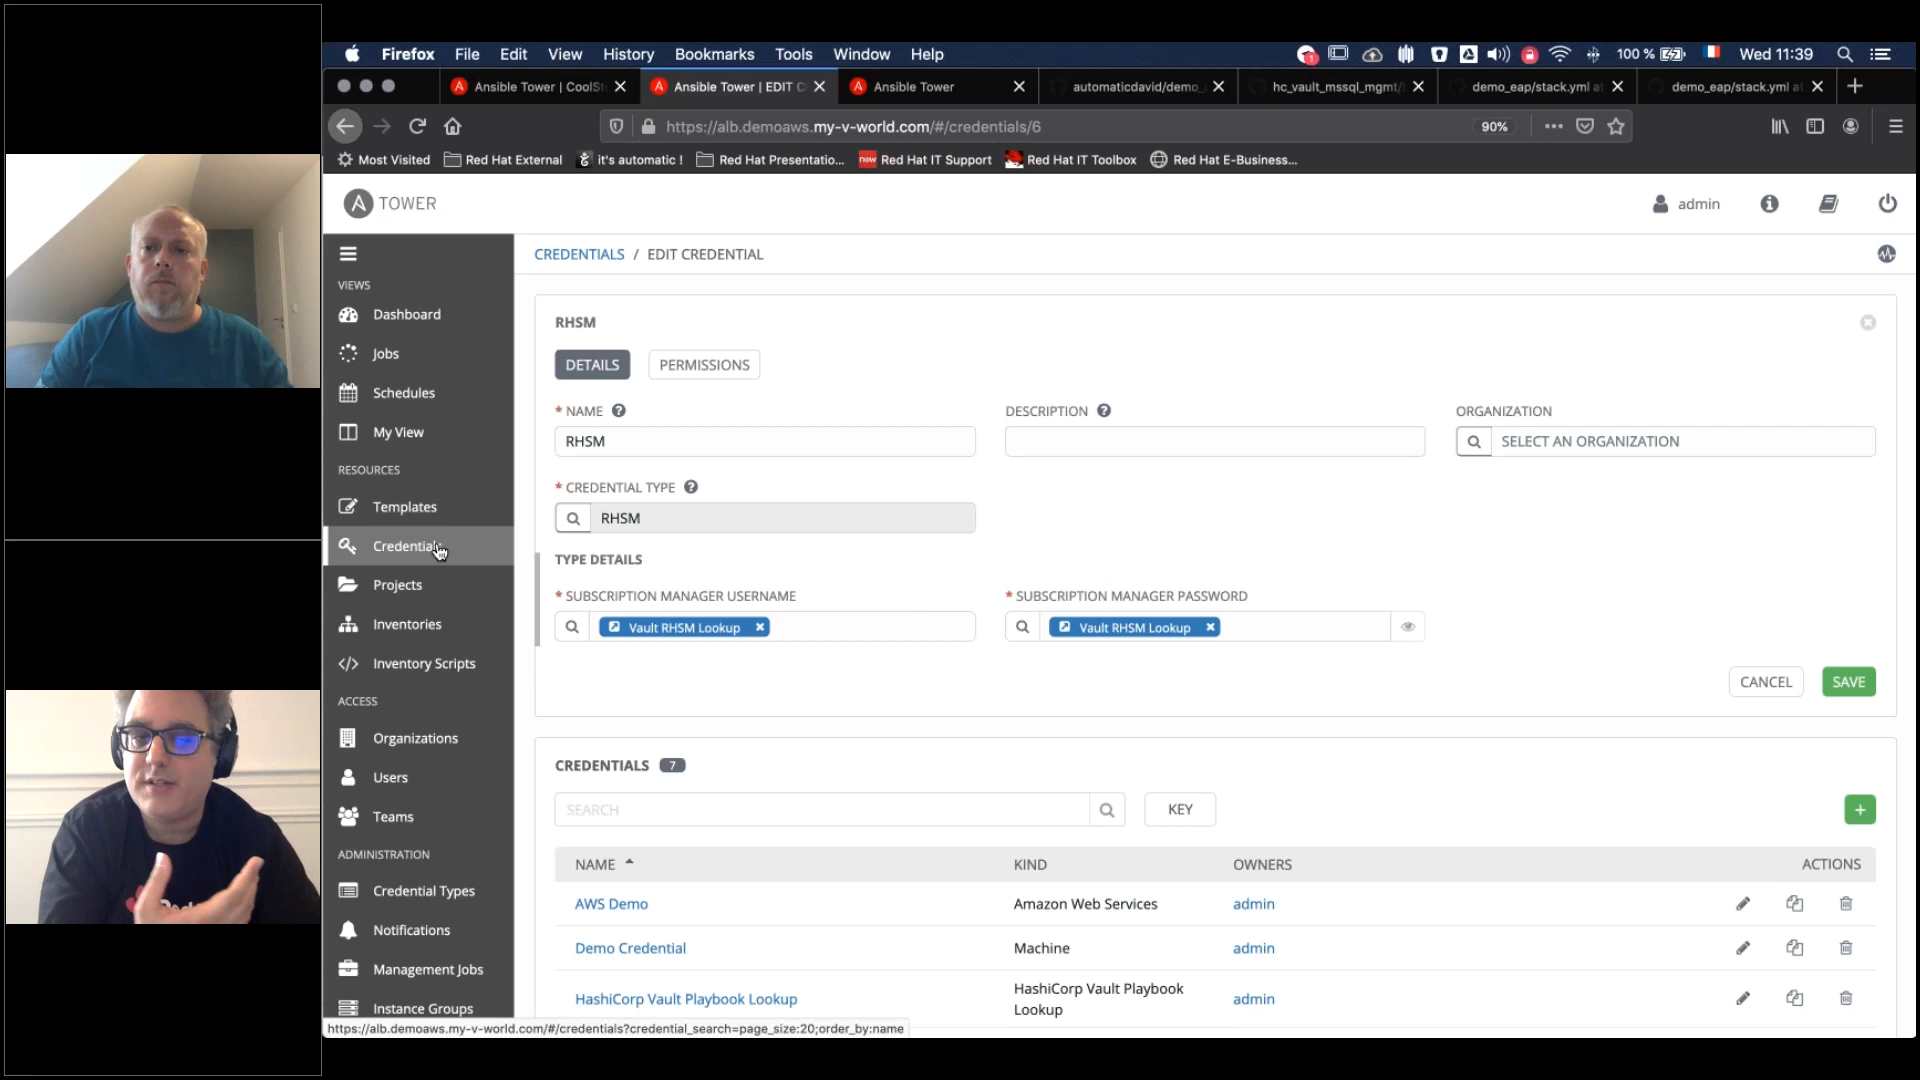 Firefox File Edit View History Bookmarks Tools Window Help 100 % Wed 11:39
Ansible Tower | CoolSt Ansible Tower | EDIT C Ansible Tower automaticdavid/demo_ hc_vault_mssql_mgmt/ demo_eap/stack.yml at demo_eap/stack.yml at
https://alb.demoaws.my-v-world.com/#/credentials/6 90%
Most Visited Red Hat External it's automatic ! Red Hat Presentatio... Red Hat IT Support Red Hat IT Toolbox Red Hat E-Business...
A TOWER admin
CREDENTIALS / EDIT CREDENTIAL
VIEWS
Dashboard
Jobs
Schedules
My View
RESOURCES
Templates
Credentials
Projects
Inventories
Inventory Scripts
ACCESS
Organizations
Users
Teams
ADMINISTRATION
Credential Types
Notifications
Management Jobs
Instance Groups
RHSM
DETAILS PERMISSIONS
* NAME DESCRIPTION ORGANIZATION
RHSM SELECT AN ORGANIZATION
* CREDENTIAL TYPE
RHSM
TYPE DETAILS
* SUBSCRIPTION MANAGER USERNAME * SUBSCRIPTION MANAGER PASSWORD
Vault RHSM Lookup Vault RHSM Lookup
CANCEL SAVE
CREDENTIALS 7
SEARCH KEY
NAME KIND OWNERS ACTIONS
AWS Demo Amazon Web Services admin
Demo Credential Machine admin
HashiCorp Vault Playbook Lookup HashiCorp Vault Playbook Lookup admin
https://alb.demoaws.my-v-world.com/#/credentials?credential_search=page_size:20;order_by:name